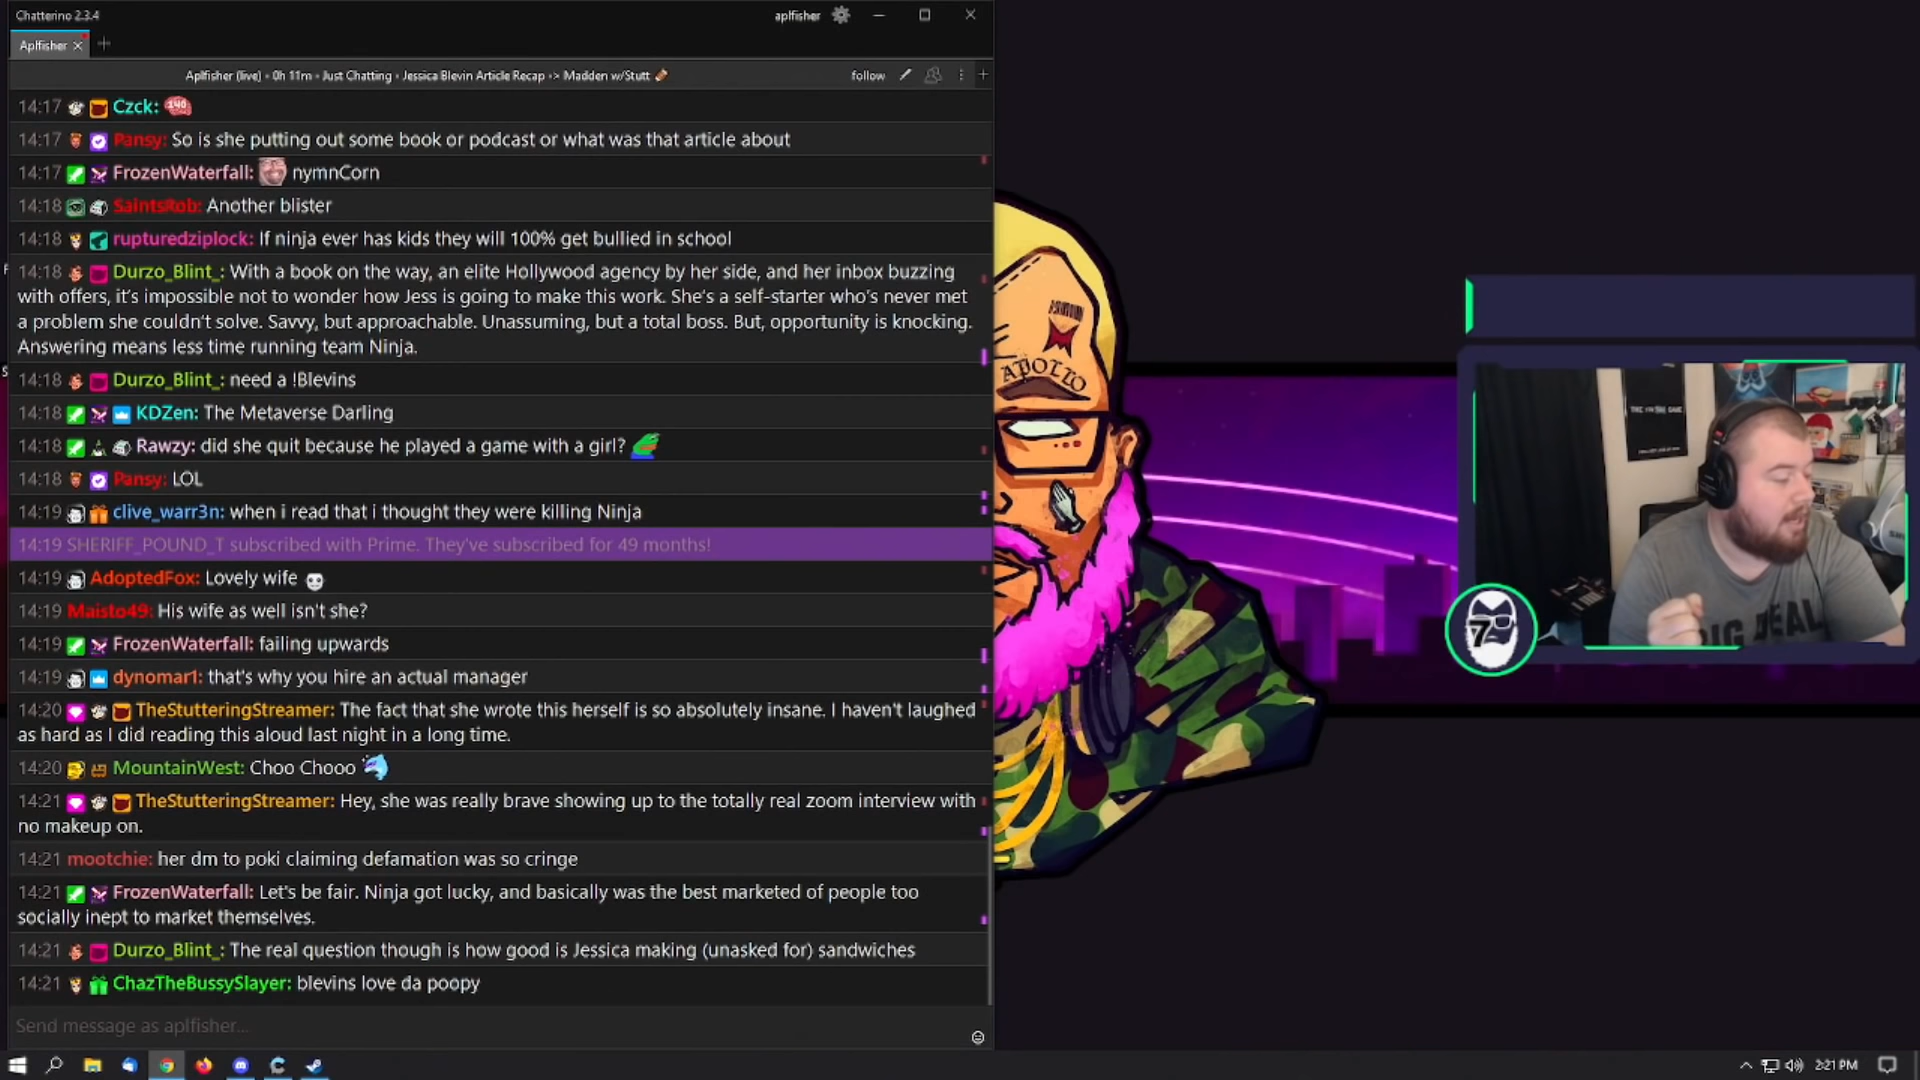 Chatterino 2.3.4
aplfisher
Aplfisher
Aplfisher (live) • 0h 11m • Just Chatting • Jessica Blevin Article Recap -> Madden w/Stutt
follow
14:17 Czck: 140
14:17 Pansy: So is she putting out some book or podcast or what was that article about
14:17 FrozenWaterfall: nymnCorn
14:18 SaintsRob: Another blister
14:18 rupturedziplock: If ninja ever has kids they will 100% get bullied in school
14:18 Durzo_Blint_: With a book on the way, an elite Hollywood agency by her side, and her inbox buzzing
with offers, it's impossible not to wonder how Jess is going to make this work. She's a self-starter who's never met
a problem she couldn't solve. Savvy, but approachable. Unassuming, but a total boss. But, opportunity is knocking.
Answering means less time running team Ninja.
14:18 Durzo_Blint_: need a !Blevins
14:18 KDZen: The Metaverse Darling
14:18 Rawzy: did she quit because he played a game with a girl?
14:18 Pansy: LOL
14:19 clive_warr3n: when i read that i thought they were killing Ninja
14:19 SHERIFF_POUND_T subscribed with Prime. They've subscribed for 49 months!
14:19 AdoptedFox: Lovely wife
14:19 Maisto49: His wife as well isn't she?
14:19 FrozenWaterfall: failing upwards
14:19 dynomar1: that's why you hire an actual manager
14:20 TheStutteringStreamer: The fact that she wrote this herself is so absolutely insane. I haven't laughed
as hard as I did reading this aloud last night in a long time.
14:20 MountainWest: Choo Chooo
14:21 TheStutteringStreamer: Hey, she was really brave showing up to the totally real zoom interview with
no makeup on.
14:21 mootchie: her dm to poki claiming defamation was so cringe
14:21 FrozenWaterfall: Let's be fair. Ninja got lucky, and basically was the best marketed of people too
socially inept to market themselves.
14:21 Durzo_Blint_: The real question though is how good is Jessica making (unasked for) sandwiches
14:21 ChazTheBussySlayer: blevins love da poopy
Send message as aplfisher...
APOLLO
BIG DEAL
7
2:21 PM